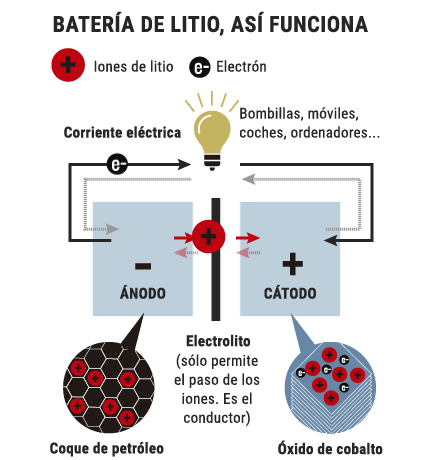 BATERÍA DE LITIO, ASÍ FUNCIONA
+ Iones de litio
e- Electrón
Corriente eléctrica
Bombillas, móviles,
coches, ordenadores...
e-
+
-
+
ÁNODO
CÁTODO
Electrolito
(sólo permite
el paso de los
iones. Es el
conductor)
+ + + + + +
+ e- + + e- e- + + e- +
Coque de petróleo
Óxido de cobalto